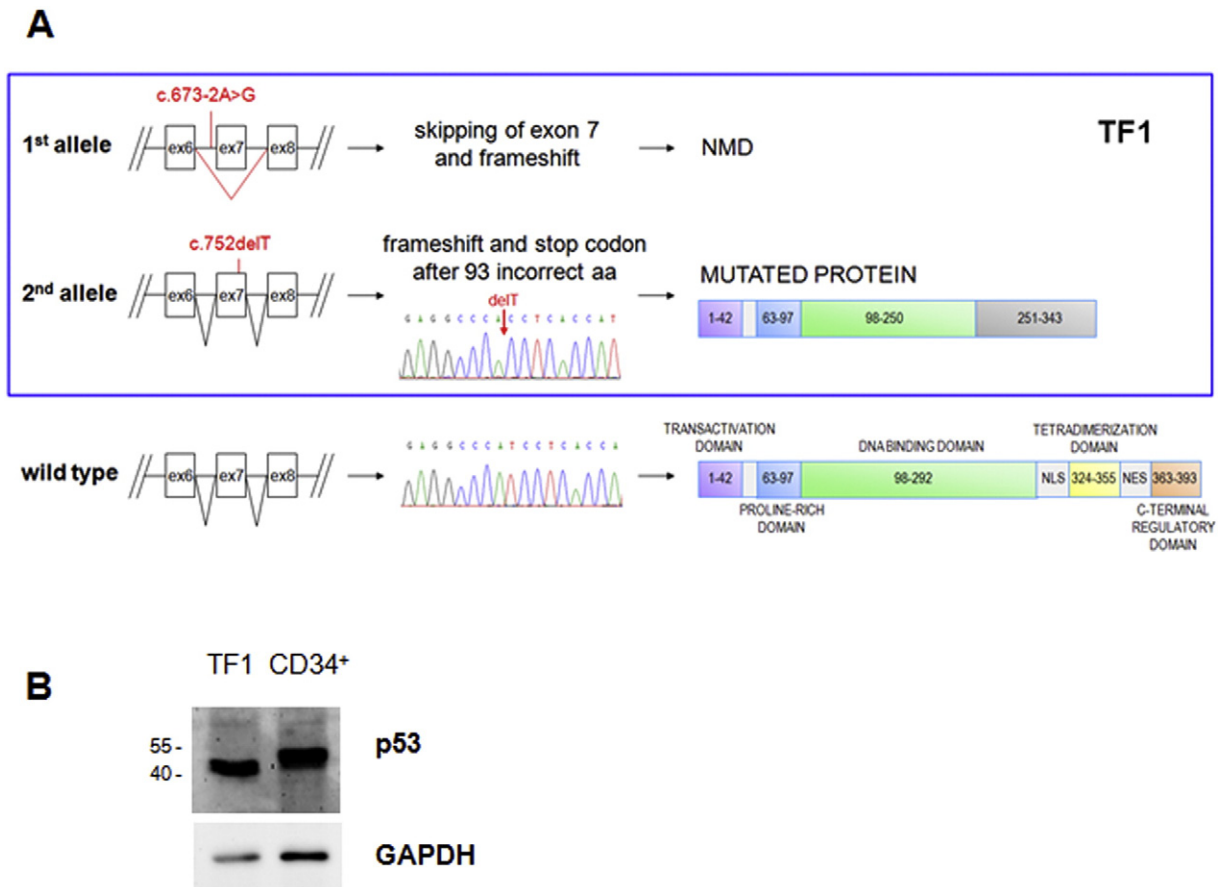 A
c.673-2A>G
1st allele
ex6 ex7 ex8
skipping of exon 7
and frameshift
NMD
TF1
c.752delT
2nd allele
ex6 ex7 ex8
frameshift and stop codon
after 93 incorrect aa
delT
G A G G C C C A C C T C A C C A T
MUTATED PROTEIN
1-42 63-97 98-250 251-343
wild type
ex6 ex7 ex8
G A G G C C C A T C C T C A C C A
TRANSACTIVATION
DOMAIN
DNA BINDING DOMAIN
TETRADIMERIZATION
DOMAIN
1-42 63-97 98-292 NLS 324-355 NES 363-393
PROLINE-RICH
DOMAIN
C-TERMINAL
REGULATORY
DOMAIN
B
TF1 CD34+
55 -
40 -
p53
GAPDH